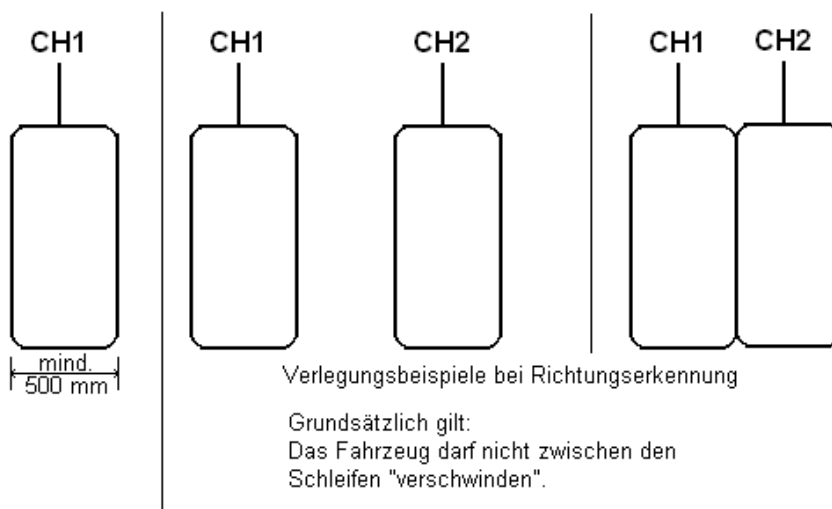 CH1
CH1
CH2
CH1
CH2
mind.
500 mm
Verlegungsbeispiele bei Richtungserkennung
Grundsätzlich gilt:
Das Fahrzeug darf nicht zwischen den
Schleifen "verschwinden".